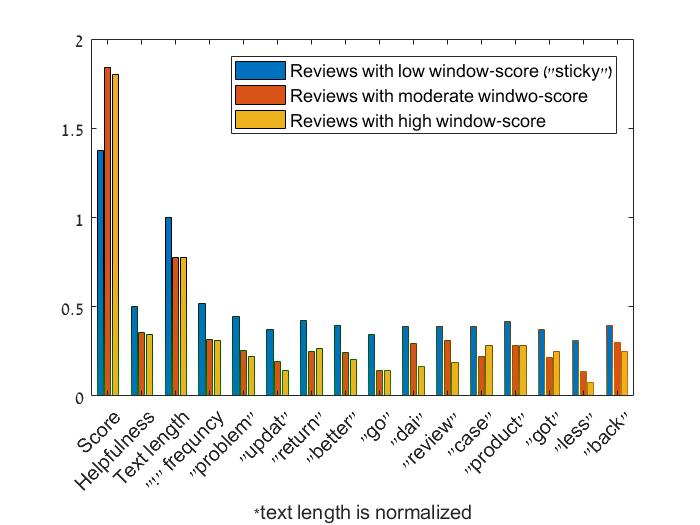 2
1.5
1
0.5
0
Reviews with low window-score (״sticky״)
Reviews with moderate windwo-score
Reviews with high window-score
Score
Helpfulness
Text length
״!״ frequncy
״problem״
״updat״
״return״
״better״
״go״
״dai״
״review״
״case״
״product״
״got״
״less״
״back״
*text length is normalized